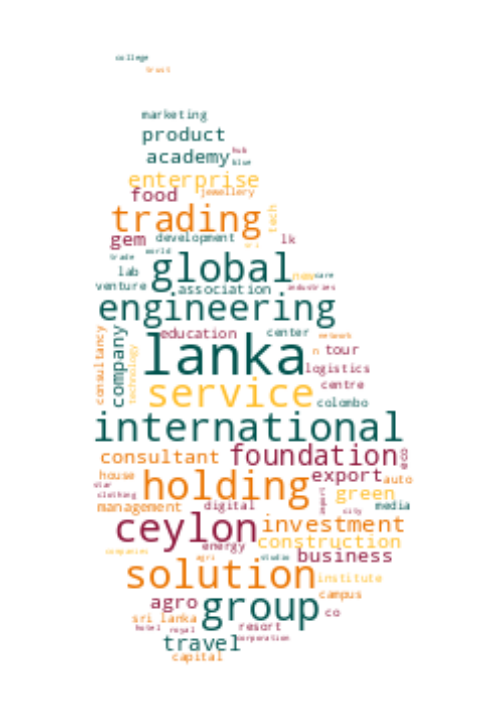 college
trust
marketing
product
academy hub
blue
enterprise
food jewellery
trading tech
gem development lk
sri
trade world
lab global new care
venture association industries
engineering
consultancy company technology education center network
lanka n tour
logistics
service centre
colombo
international
consultant foundation eco
house holding export auto
star
clothing import green
management digital city media
ceylon investment
energy construction
companies agri studio business
solution institute
campus
agro group co
sri lanka
hotel royal resort
travel corporation
capital